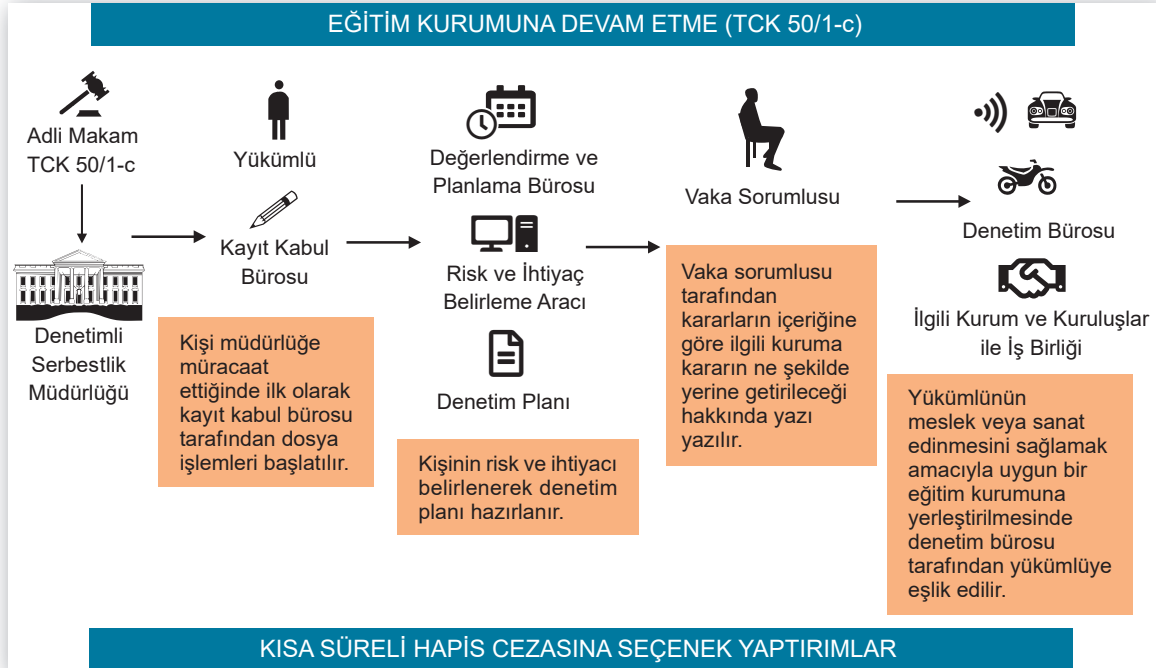 EĞİTİM KURUMUNA DEVAM ETME (TCK 50/1-c)
Adli Makam
TCK 50/1-c
Denetimli
Serbestlik
Müdürlüğü
Yükümlü
Kayıt Kabul
Bürosu
Kişi müdürlüğe
müracaat
ettiğinde ilk olarak
kayıt kabul bürosu
tarafından dosya
işlemleri başlatılır.
Değerlendirme ve
Planlama Bürosu
Risk ve İhtiyaç
Belirleme Aracı
Denetim Planı
Kişinin risk ve ihtiyacı
belirlenerek denetim
planı hazırlanır.
Vaka Sorumlusu
Vaka sorumlusu
tarafından
kararların içeriğine
göre ilgili kuruma
kararın ne şekilde
yerine getirileceği
hakkında yazı
yazılır.
Denetim Bürosu
İlgili Kurum ve Kuruluşlar
ile İş Birliği
Yükümlünün
meslek veya sanat
edinmesini sağlamak
amacıyla uygun bir
eğitim kurumuna
yerleştirilmesinde
denetim bürosu
tarafından yükümlüye
eşlik edilir.
KISA SÜRELİ HAPİS CEZASINA SEÇENEK YAPTIRIMLAR